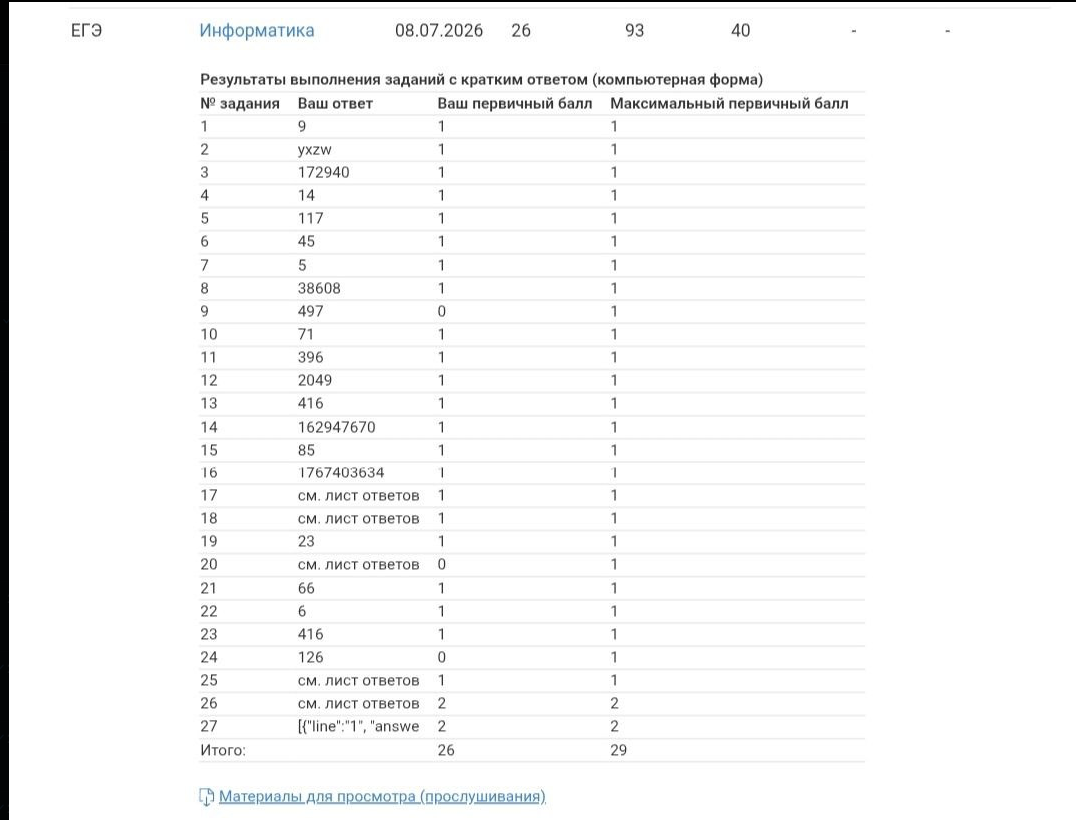 ЕГЭ Информатика 08.07.2026 26 93 40 - -
Результаты выполнения заданий с кратким ответом (компьютерная форма)
№ задания Ваш ответ Ваш первичный балл Максимальный первичный балл
1 9 1 1
2 yxzw 1 1
3 172940 1 1
4 14 1 1
5 117 1 1
6 45 1 1
7 5 1 1
8 38608 1 1
9 497 0 1
10 71 1 1
11 396 1 1
12 2049 1 1
13 416 1 1
14 162947670 1 1
15 85 1 1
16 1767403634 1 1
17 см. лист ответов 1 1
18 см. лист ответов 1 1
19 23 1 1
20 см. лист ответов 0 1
21 66 1 1
22 6 1 1
23 416 1 1
24 126 0 1
25 см. лист ответов 1 1
26 см. лист ответов 2 2
27 [{"line":"1", "answe 2 2
Итого: 26 29
Материалы для просмотра (прослушивания)